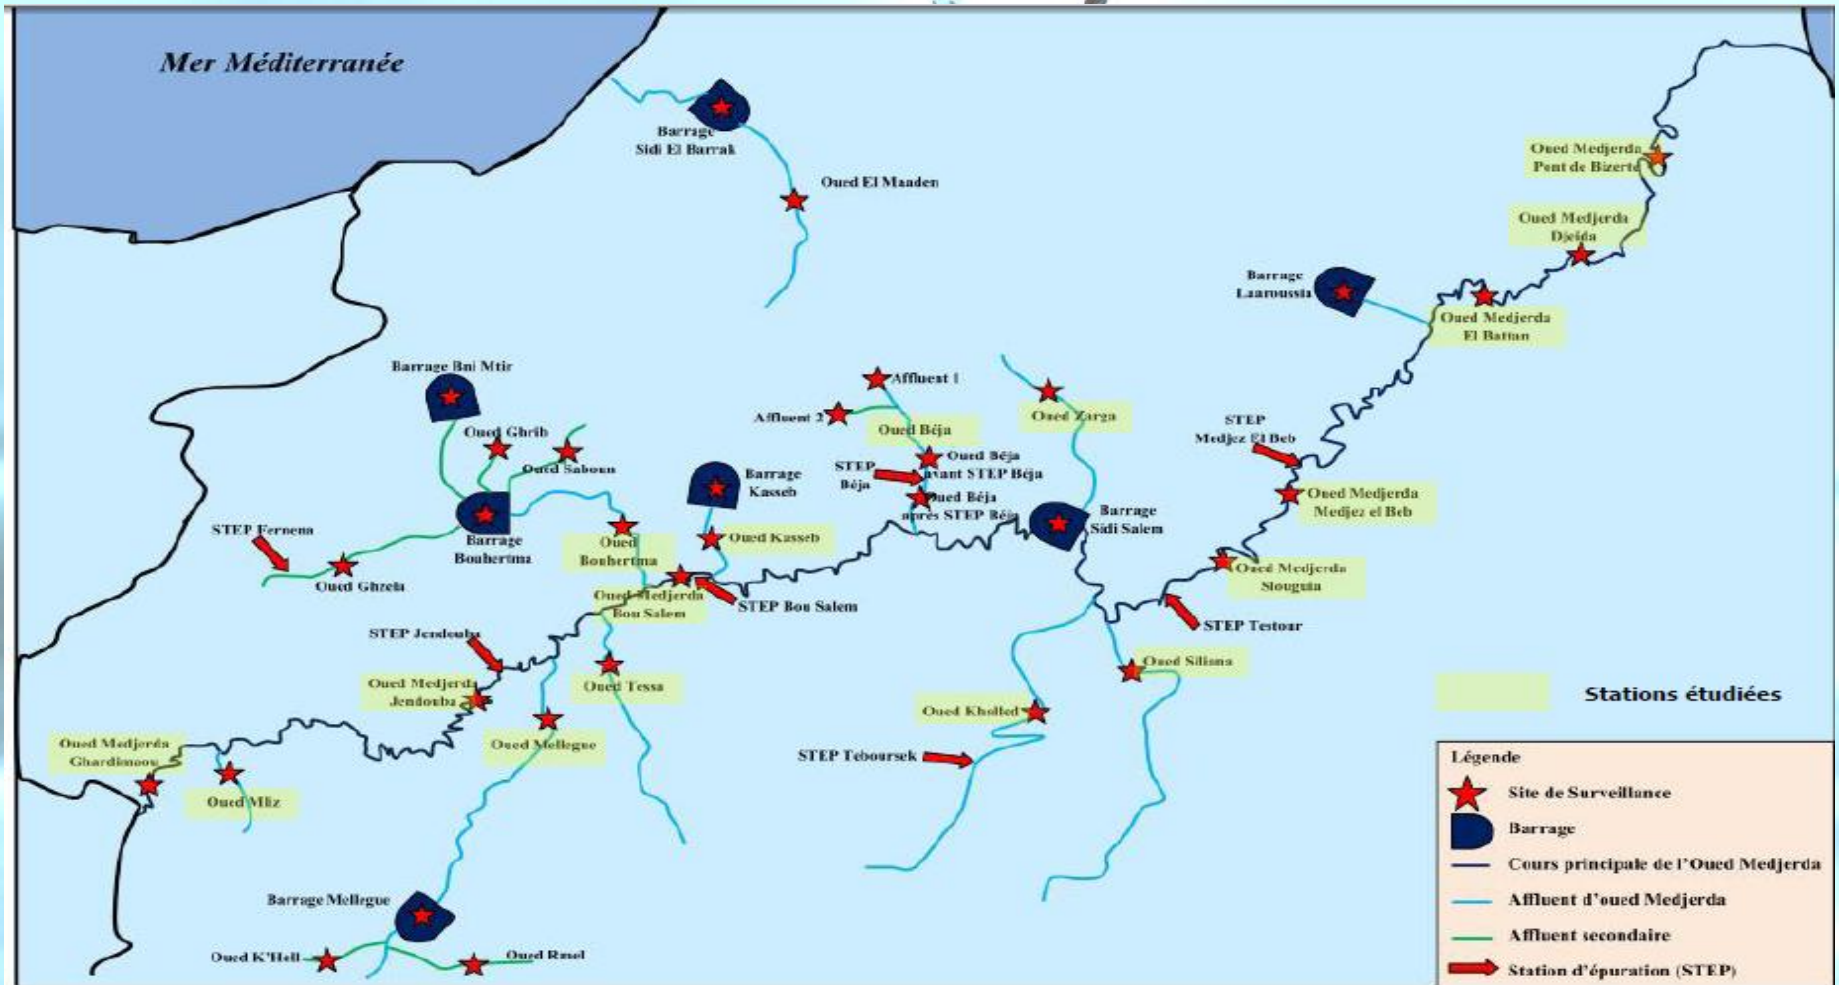 Mer Méditerranée
Barrage
Sidi El Barrak
Oued El Maaden
Oued Medjerda
Pont de Bizerte
Oued Medjerda
Djeida
Barrage
Laaroussia
Oued Medjerda
El Battan
Barrage Bni Mtir
Affluent 1
Affluent 2
Oued Béja
Oued Zarga
STEP
Medjez El Beb
Oued Ghrib
Oued Saboun
Barrage
Kasseb
STEP
Béja
Oued Béja
avant STEP Béja
Oued Béja
aprés STEP Béja
Barrage
Sidi Salem
Oued Medjerda
Medjez el Beb
STEP Fernena
Barrage
Bouhertma
Oued
Bouhertma
Oued Kasseb
Oued Ghzela
Oued Medjerda
Slouguia
Oued Medjerda
Bou Salem
STEP Bou Salem
STEP Testour
STEP Jendouba
Oued Medjerda
Jendouba
Oued Tessa
Oued Siliana
Oued Kholled
Stations étudiées
Oued Medjerda
Ghardimaou
Oued Mellegue
STEP Teboursek
Oued Mliz
Barrage Mellegue
Oued K'Hell
Oued Rmel
Légende
Site de Surveillance
Barrage
Cours principale de l'Oued Medjerda
Affluent d'oued Medjerda
Affluent secondaire
Station d'épuration (STEP)